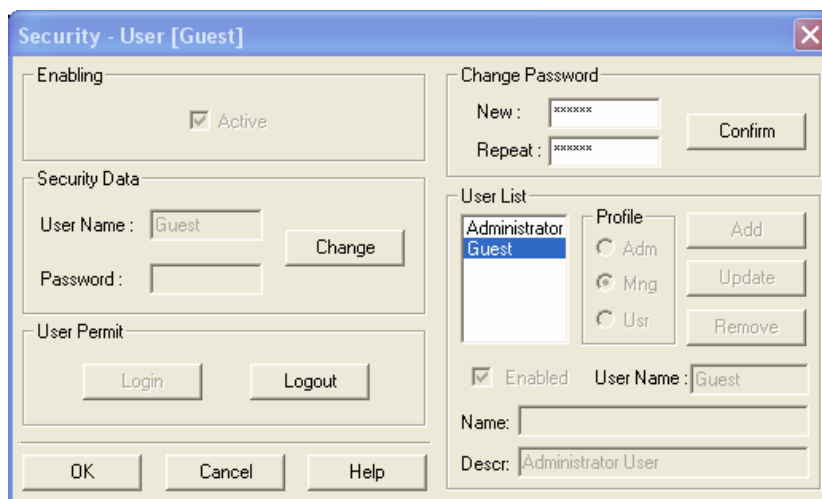 Security - User [Guest]
Enabling
Active
Security Data
User Name :
Guest
Change
Password :
User Permit
Login
Logout
OK
Cancel
Help
Change Password
New :
******
Repeat :
******
Confirm
User List
Administrator
Guest
Profile
Adm
Mng
Usr
Add
Update
Remove
Enabled
User Name :
Guest
Name:
Descr:
Administrator User